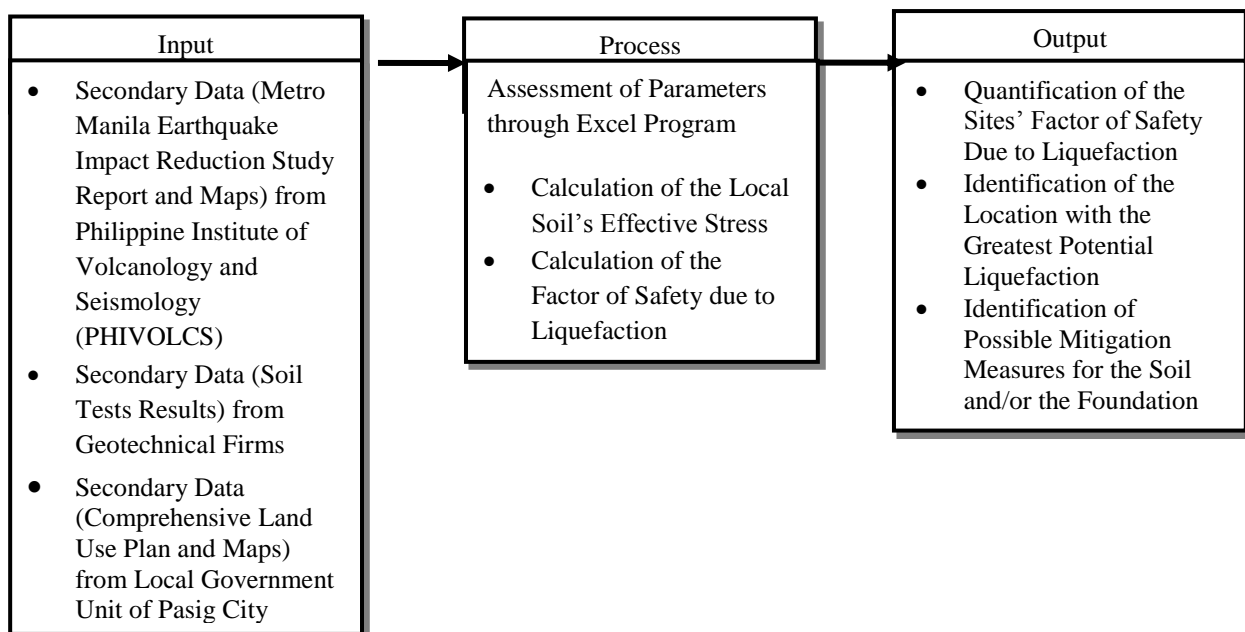 Input
• Secondary Data (Metro
Manila Earthquake
Impact Reduction Study
Report and Maps) from
Philippine Institute of
Volcanology and
Seismology
(PHIVOLCS)
• Secondary Data (Soil
Tests Results) from
Geotechnical Firms
• Secondary Data
(Comprehensive Land
Use Plan and Maps)
from Local Government
Unit of Pasig City
Process
Assessment of Parameters
through Excel Program
• Calculation of the Local
Soil’s Effective Stress
• Calculation of the
Factor of Safety due to
Liquefaction
Output
• Quantification of the
Sites’ Factor of Safety
Due to Liquefaction
• Identification of the
Location with the
Greatest Potential
Liquefaction
• Identification of
Possible Mitigation
Measures for the Soil
and/or the Foundation